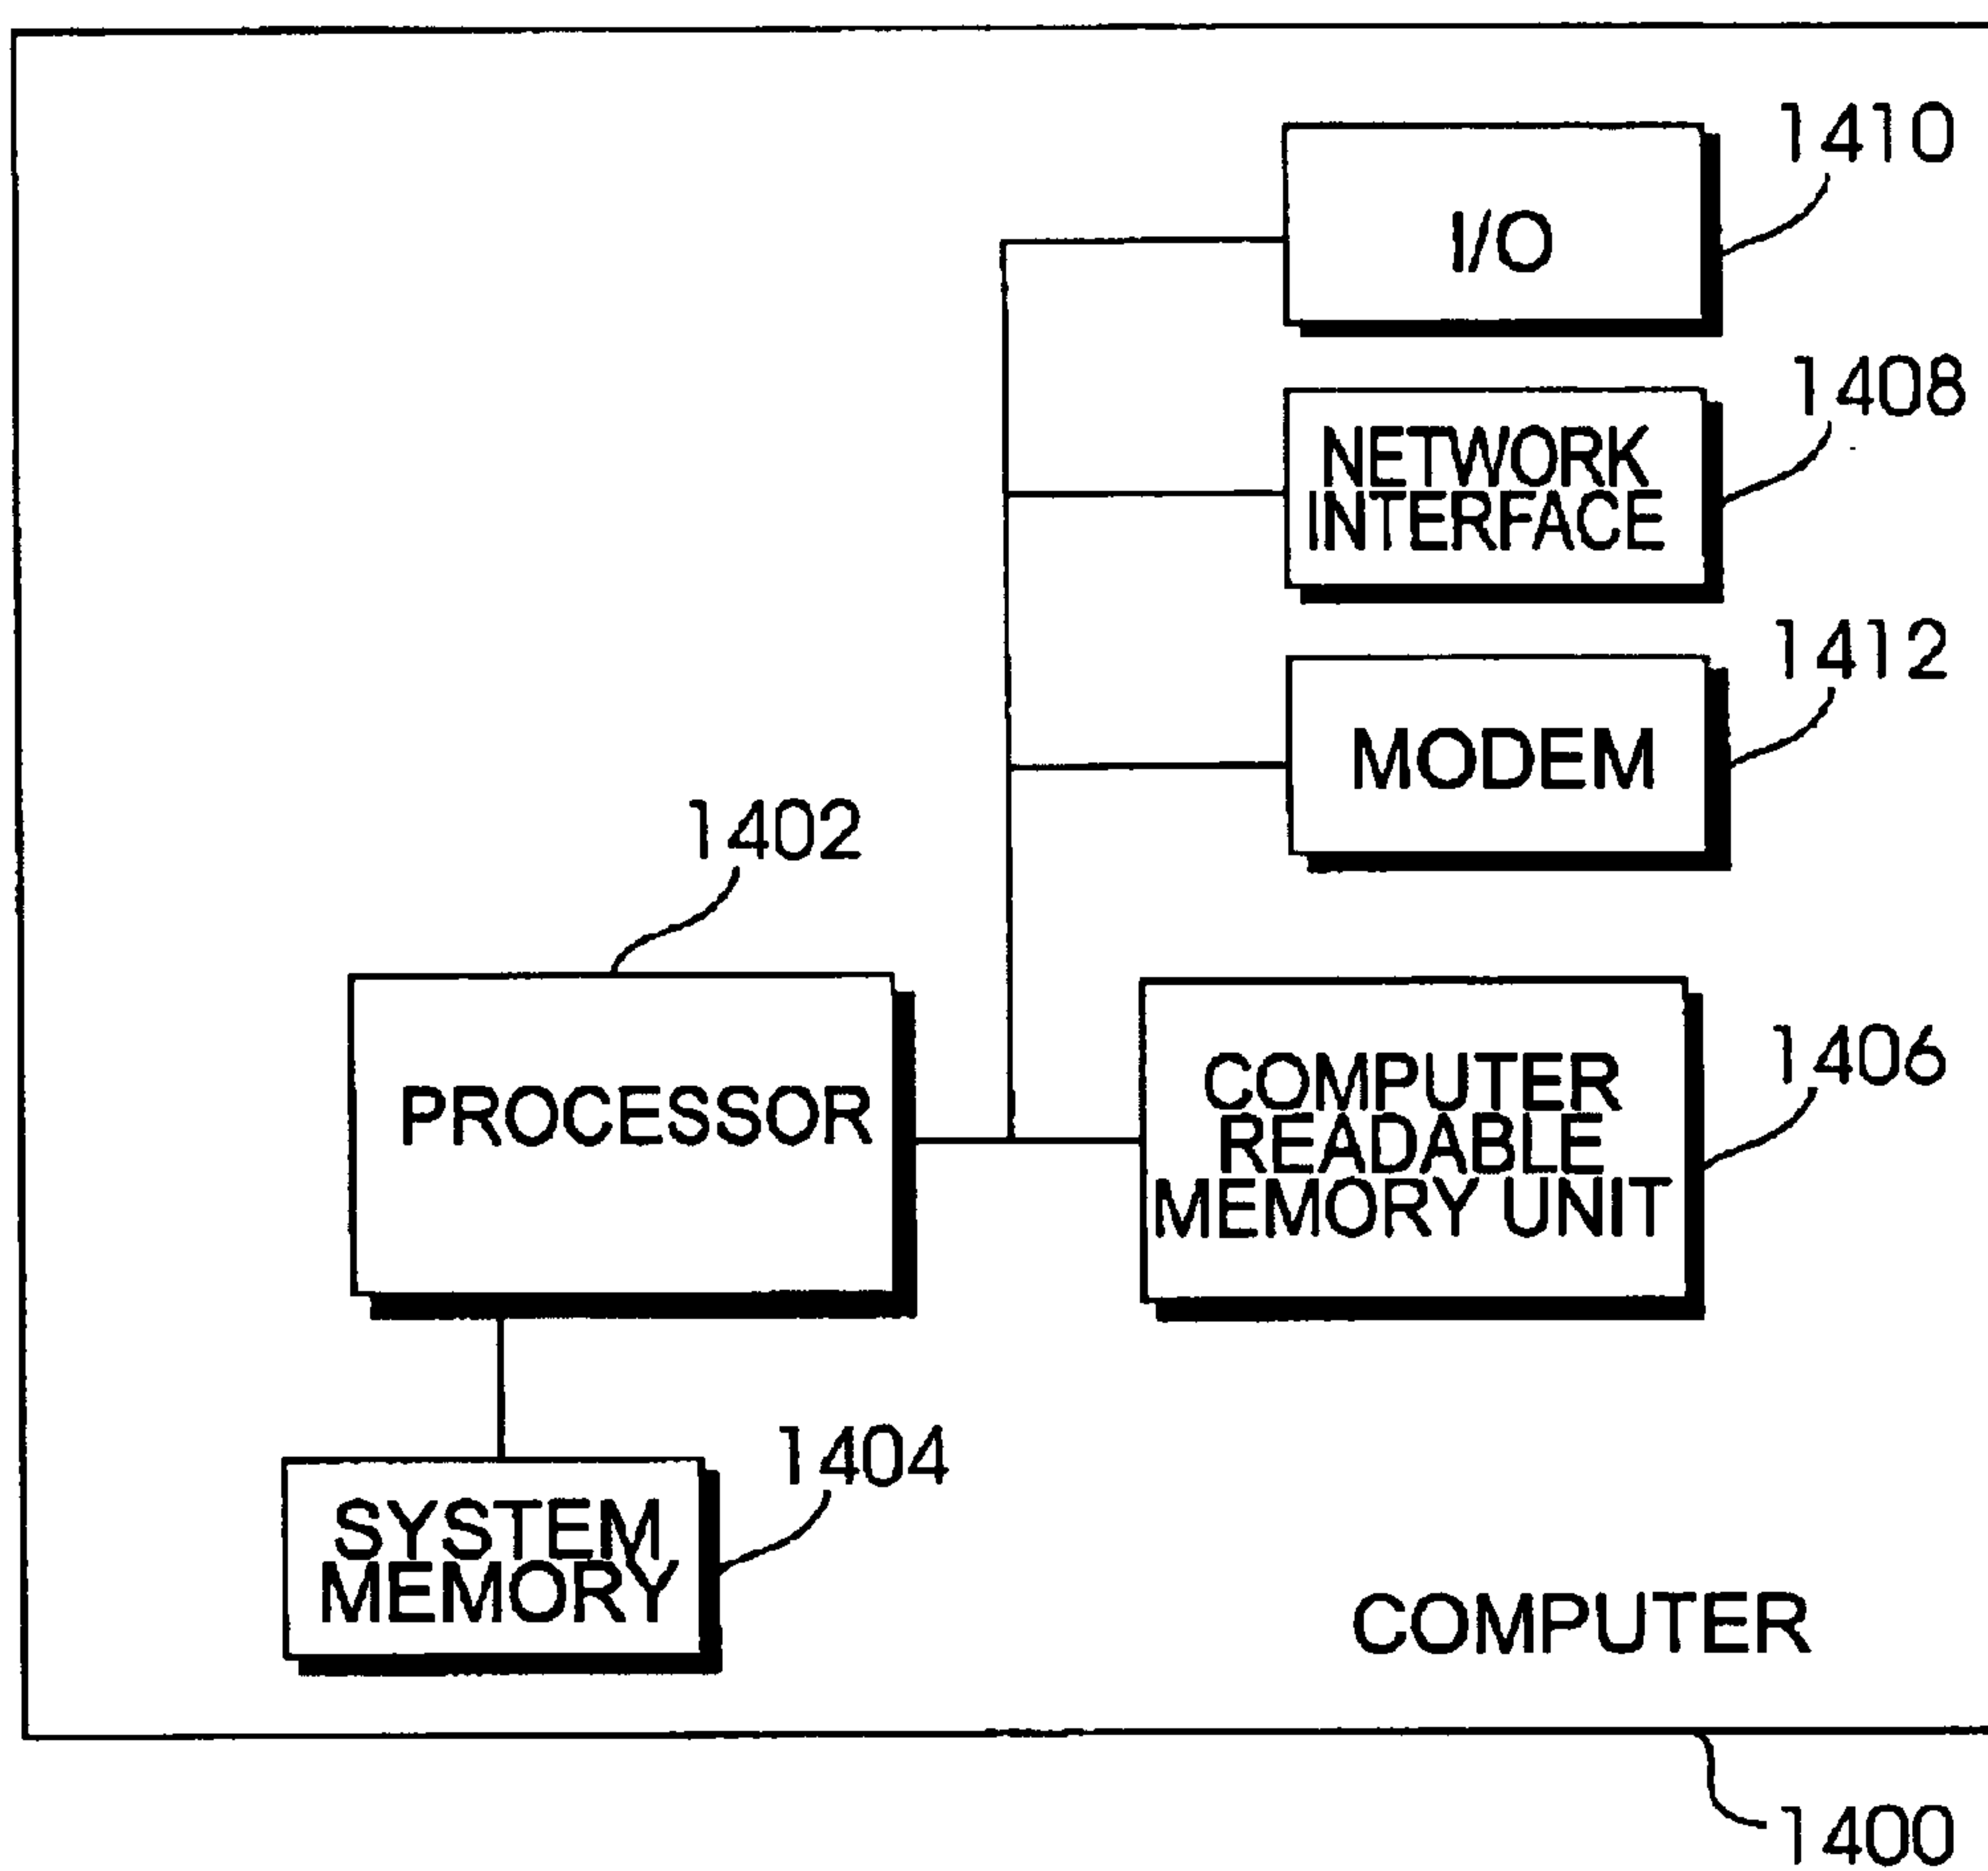 1410
I/O
1408
NETWORK
INTERFACE
1412
MODEM
1402
PROCESSOR
COMPUTER
READABLE
MEMORY UNIT
1406
1404
SYSTEM
MEMORY
COMPUTER
1400